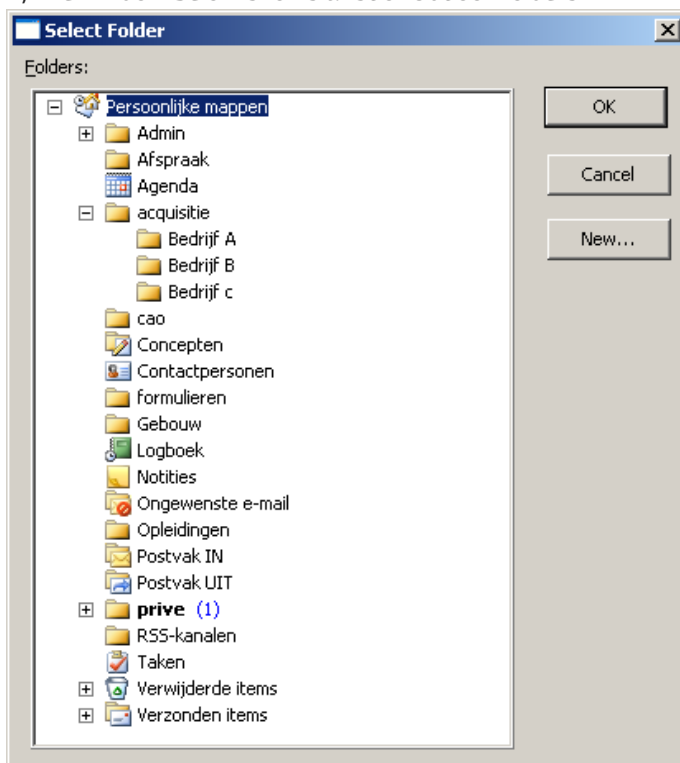 Select Folder
Folders:
Persoonlijke mappen
OK
Admin
Afspraak
Cancel
Agenda
acquisitie
New...
Bedrijf A
Bedrijf B
Bedrijf c
cao
Concepten
Contactpersonen
formulieren
Gebouw
Logboek
Notities
Ongewenste e-mail
Opleidingen
Postvak IN
Postvak UIT
prive (1)
RSS-kanalen
Taken
Verwijderde items
Verzonden items